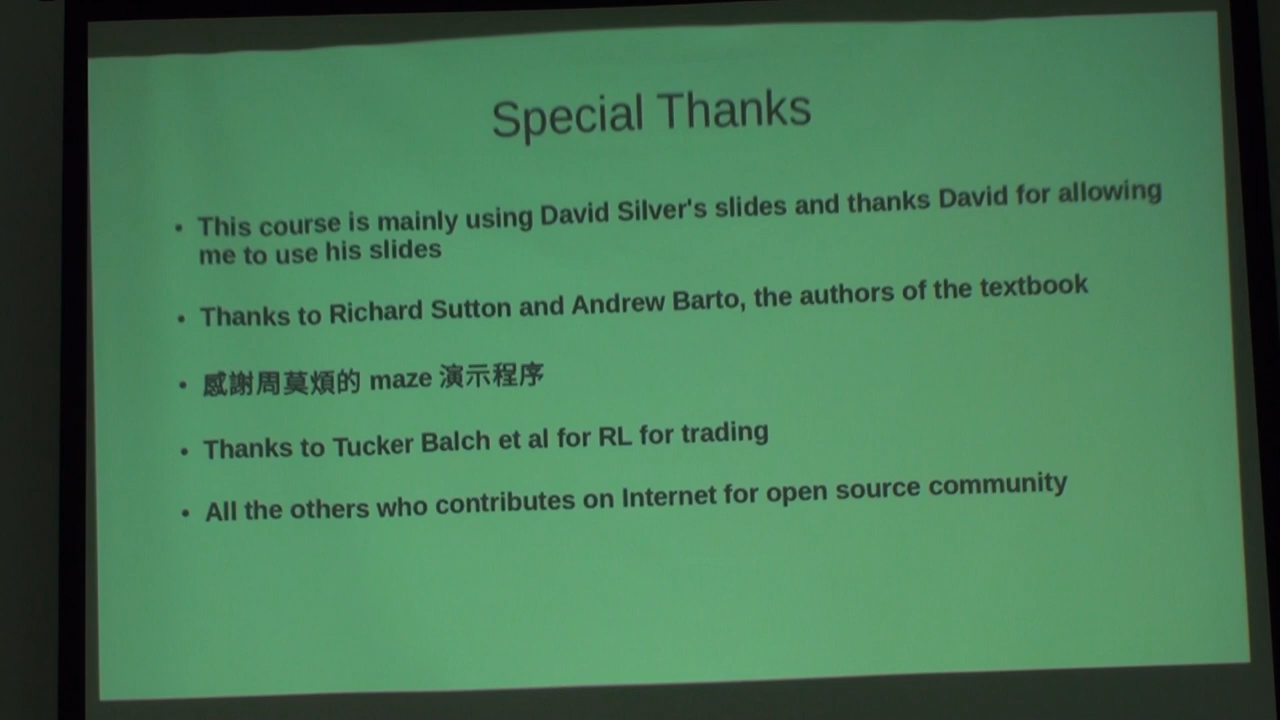 Special Thanks
• This course is mainly using David Silver's slides and thanks David for allowing
me to use his slides
• Thanks to Richard Sutton and Andrew Barto, the authors of the textbook
• 感謝周莫煩的 maze 演示程序
• Thanks to Tucker Balch et al for RL for trading
• All the others who contributes on Internet for open source community